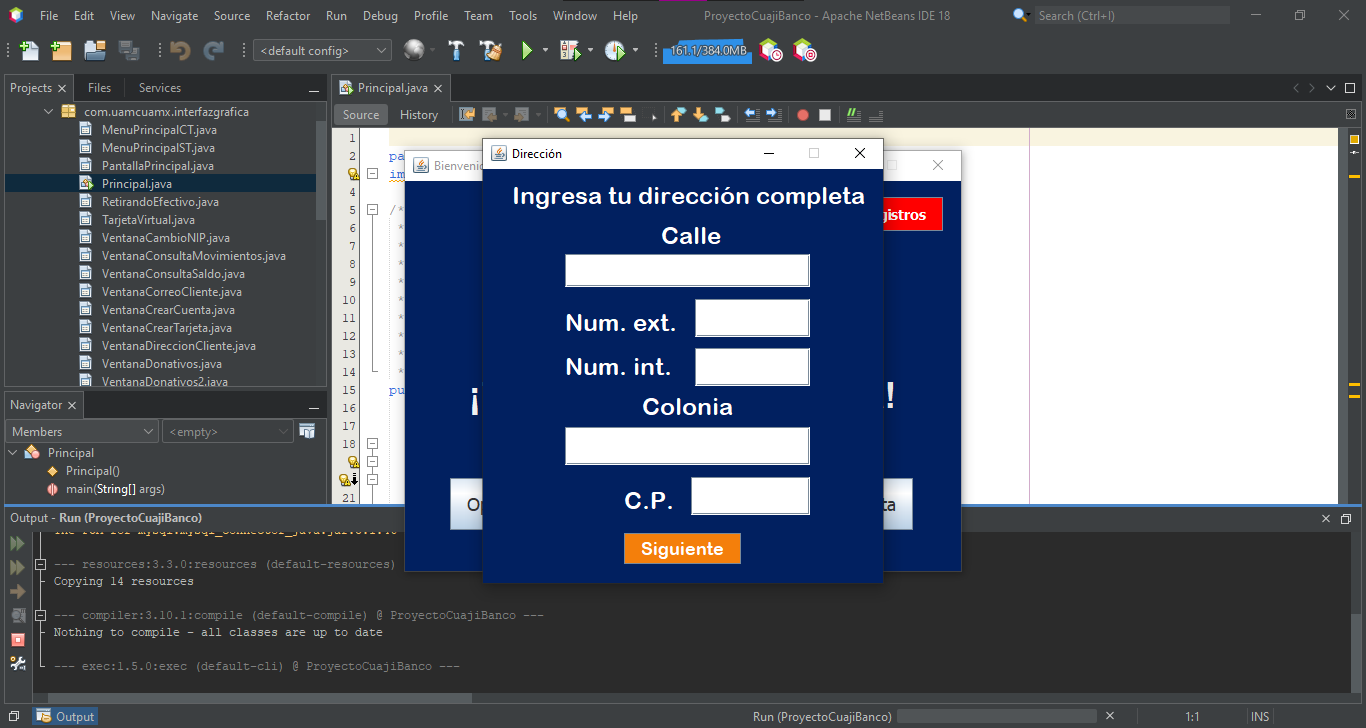 File Edit View Navigate Source Refactor Run Debug Profile Team Tools Window Help ProyectoCuajiBanco - Apache NetBeans IDE 18 Search (Ctrl+I)
<default config> 161.1/384.0MB
Projects Files Services Principal.java
com.uamcuamx.interfazgrafica
MenuPrincipalCT.java
MenuPrincipalST.java
PantallaPrincipal.java
Principal.java
RetirandoEfectivo.java
TarjetaVirtual.java
VentanaCambioNIP.java
VentanaConsultaMovimientos.java
VentanaConsultaSaldo.java
VentanaCorreoCliente.java
VentanaCrearCuenta.java
VentanaCrearTarjeta.java
VentanaDireccionCliente.java
VentanaDonativos.java
VentanaDonativos2.java
Navigator
Members <empty>
Principal
Principal()
main(String[] args)
Source History
1
2 pa
im
4
5 /*
6 *
7 *
8 *
9 *
10 *
11 *
12 *
13 *
14 *
15 pu
16
17
18
21
Bienveni
gistros
¡ !
Op ta
Dirección
Ingresa tu dirección completa
Calle
Num. ext.
Num. int.
Colonia
C.P.
Siguiente
Output - Run (ProyectoCuajiBanco)
--- resources:3.3.0:resources (default-resources)
Copying 14 resources
--- compiler:3.10.1:compile (default-compile) @ ProyectoCuajiBanco ---
Nothing to compile - all classes are up to date
--- exec:1.5.0:exec (default-cli) @ ProyectoCuajiBanco ---
Output Run (ProyectoCuajiBanco) 1:1 INS